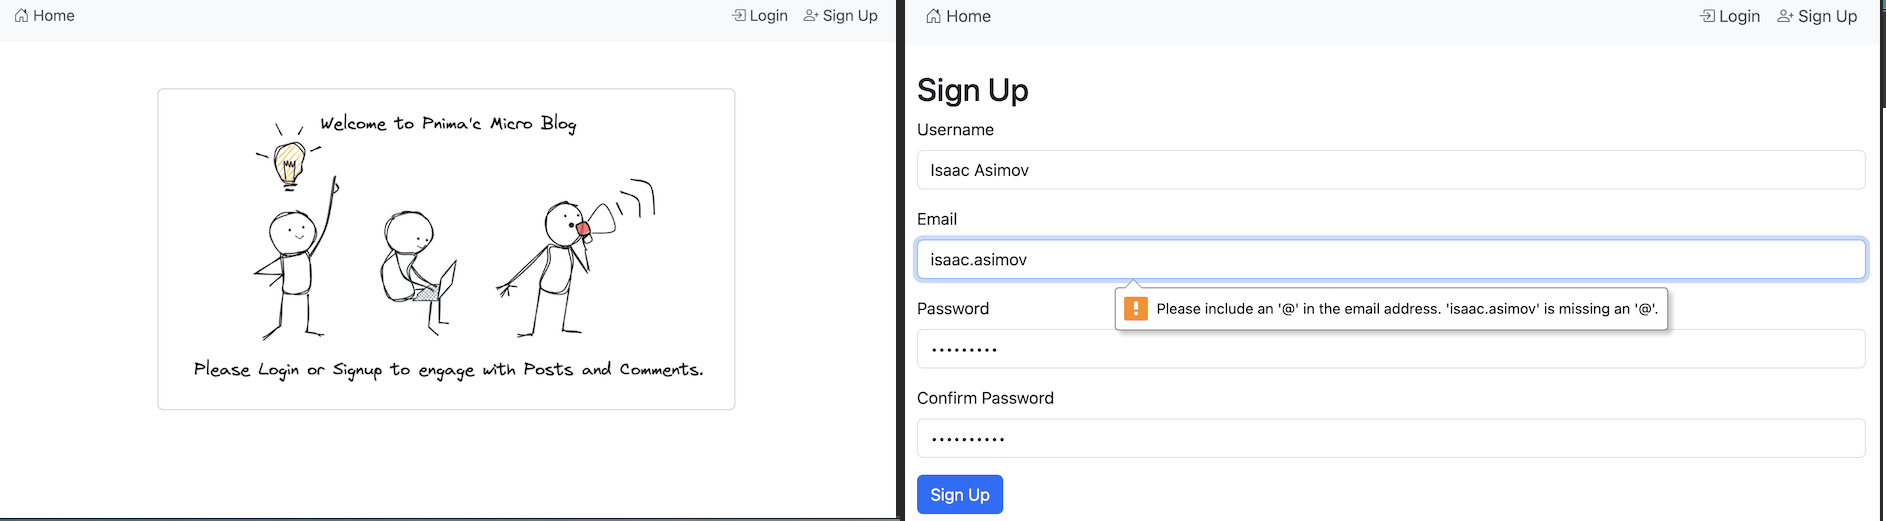 Home
Login
Sign Up
Welcome to Pnima'c Micro Blog
Please Login or Signup to engage with Posts and Comments.
Home
Login
Sign Up
Sign Up
Username
Isaac Asimov
Email
isaac.asimov
Please include an '@' in the email address. 'isaac.asimov' is missing an '@'.
Password
•••••••••
Confirm Password
••••••••••
Sign Up